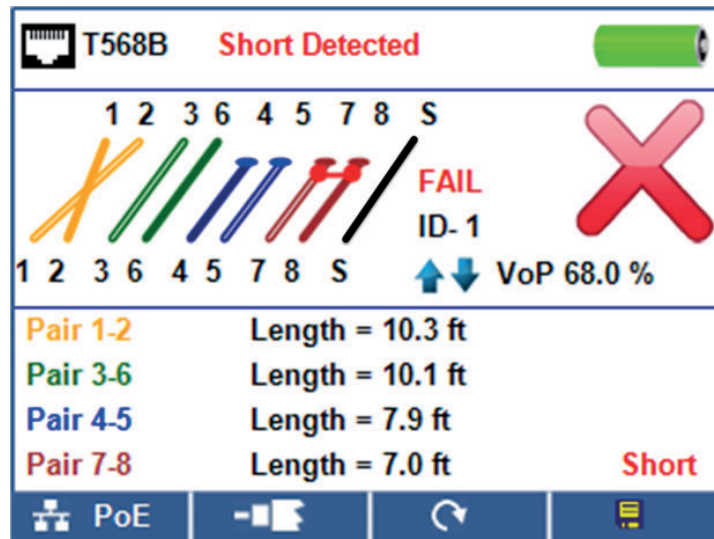 T568B Short Detected
1 2 3 6 4 5 7 8 S
FAIL
ID- 1
1 2 3 6 4 5 7 8 S
VoP 68.0 %
Pair 1-2 Length = 10.3 ft
Pair 3-6 Length = 10.1 ft
Pair 4-5 Length = 7.9 ft
Pair 7-8 Length = 7.0 ft Short
PoE